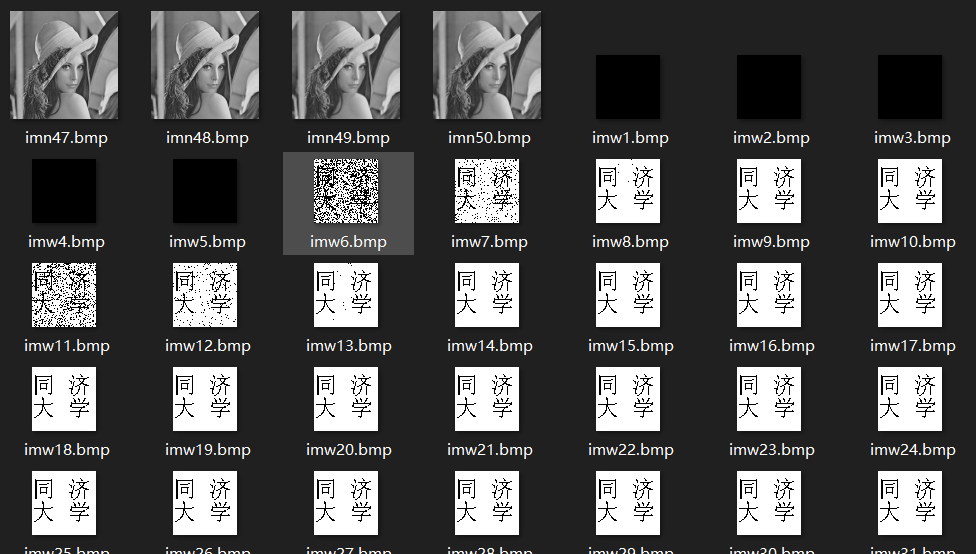 imn47.bmp imn48.bmp imn49.bmp imn50.bmp imw1.bmp imw2.bmp imw3.bmp
同 济 同 济 同 济 同 济 同 济
大 学 大 学 大 学 大 学 大 学
imw4.bmp imw5.bmp imw6.bmp imw7.bmp imw8.bmp imw9.bmp imw10.bmp
同 济 同 济 同 济 同 济 同 济 同 济 同 济
大 学 大 学 大 学 大 学 大 学 大 学 大 学
imw11.bmp imw12.bmp imw13.bmp imw14.bmp imw15.bmp imw16.bmp imw17.bmp
同 济 同 济 同 济 同 济 同 济 同 济 同 济
大 学 大 学 大 学 大 学 大 学 大 学 大 学
imw18.bmp imw19.bmp imw20.bmp imw21.bmp imw22.bmp imw23.bmp imw24.bmp
同 济 同 济 同 济 同 济 同 济 同 济 同 济
大 学 大 学 大 学 大 学 大 学 大 学 大 学
imw25.bmp imw26.bmp imw27.bmp imw28.bmp imw29.bmp imw30.bmp imw31.bmp